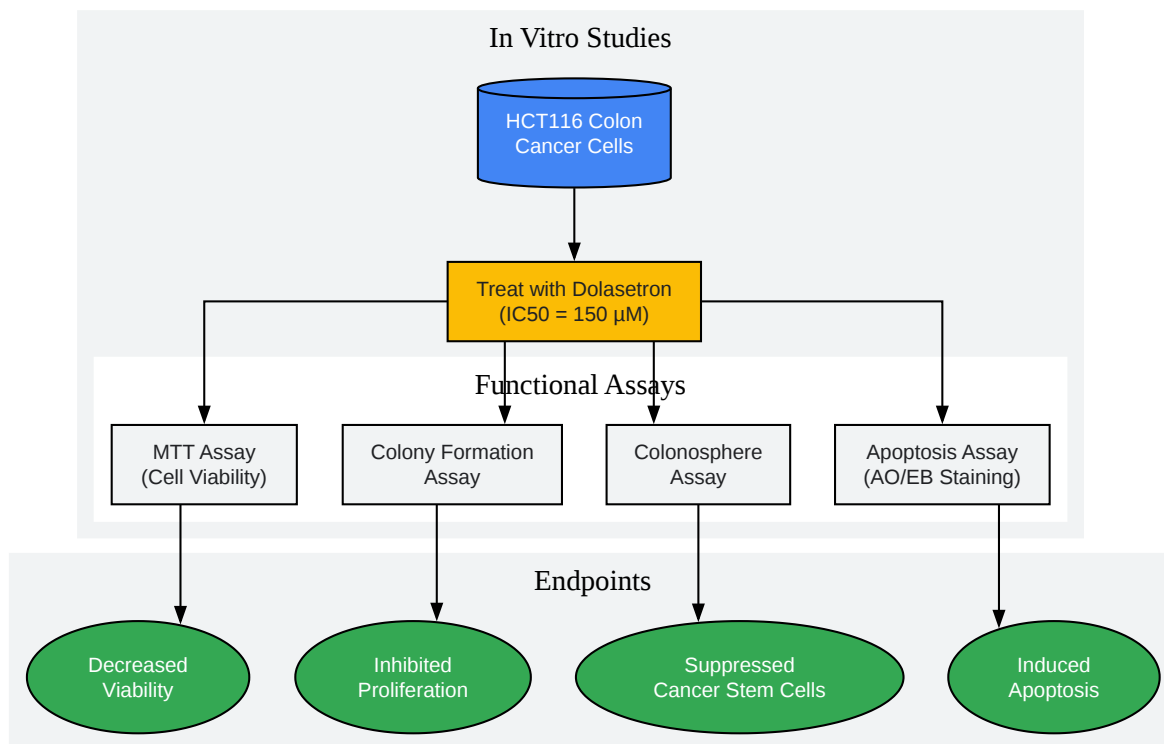 In Vitro Studies
HCT116 Colon
Cancer Cells
Treat with Dolasetron
(IC50 = 150 µM)
Functional Assays
MTT Assay
(Cell Viability)
Colony Formation
Assay
Colonosphere
Assay
Apoptosis Assay
(AO/EB Staining)
Endpoints
Decreased
Viability
Inhibited
Proliferation
Suppressed
Cancer Stem Cells
Induced
Apoptosis